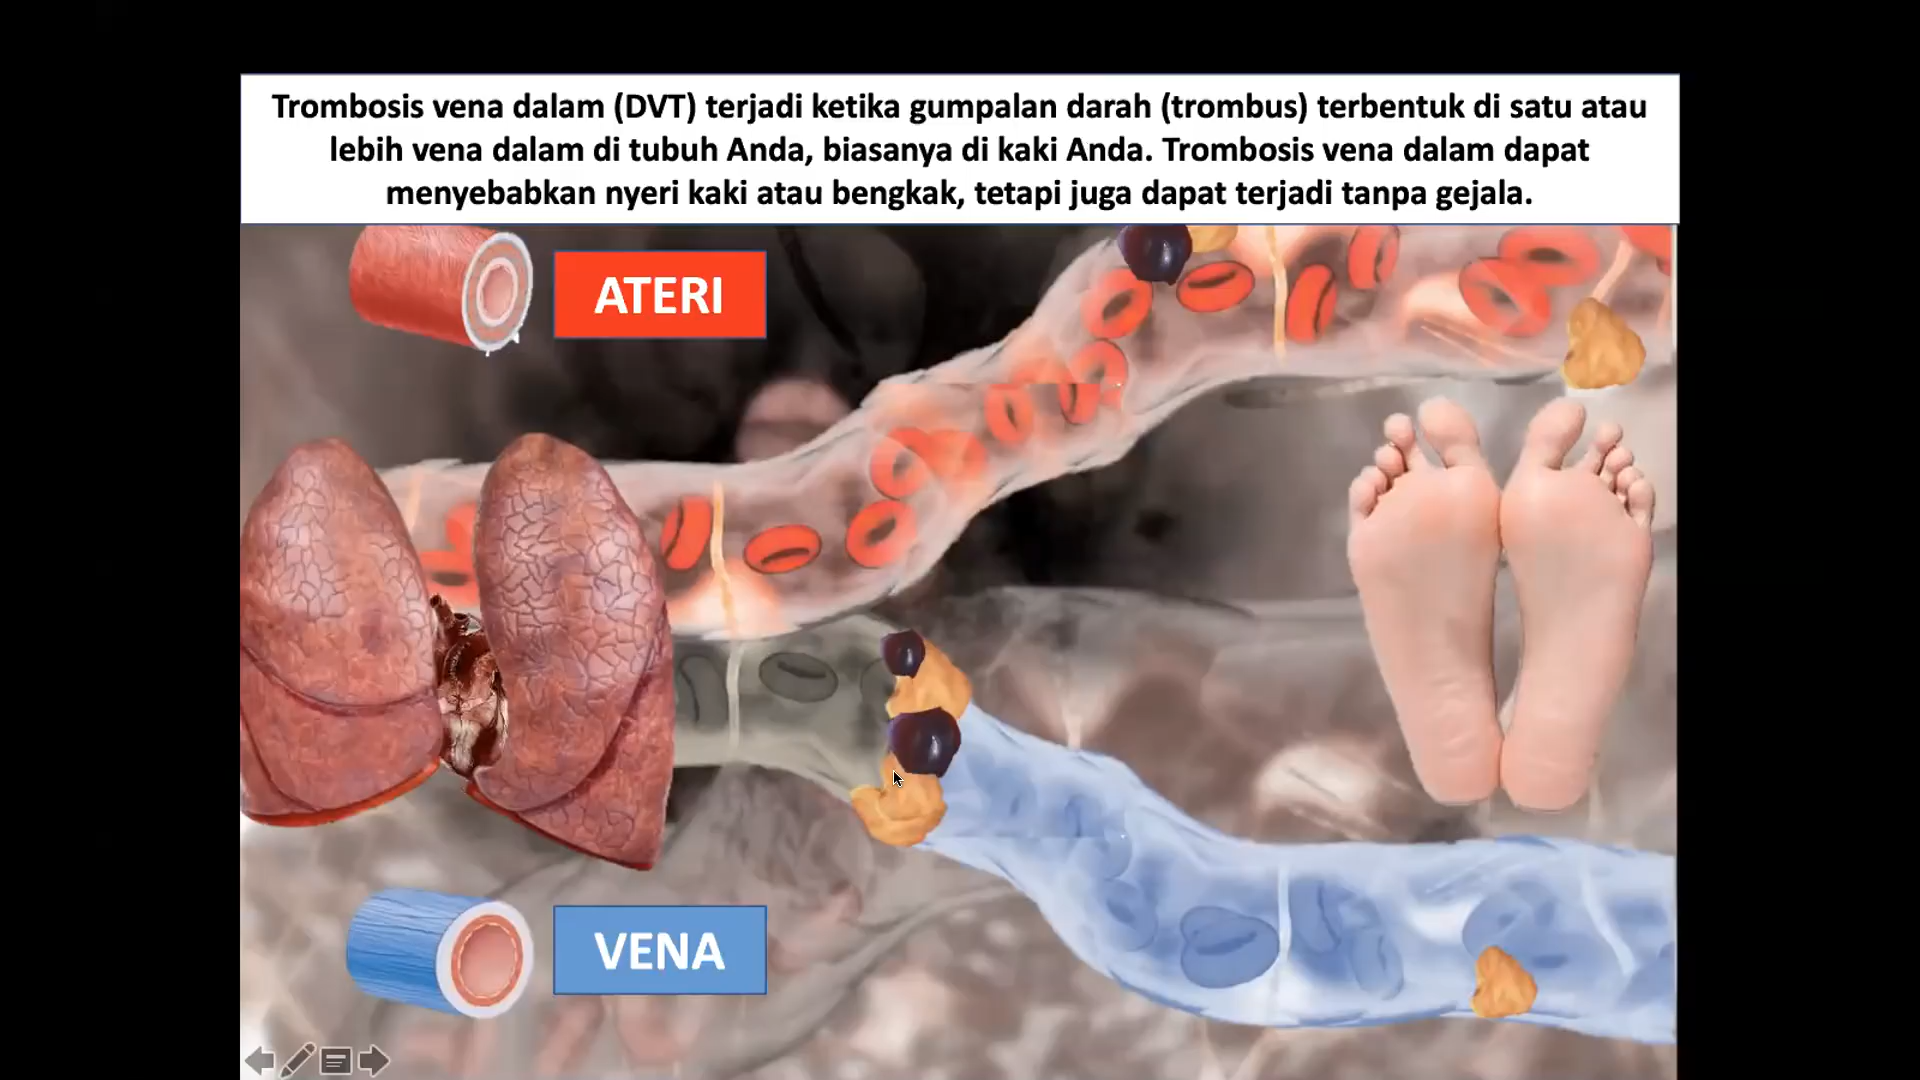 Trombosis vena dalam (DVT) terjadi ketika gumpalan darah (trombus) terbentuk di satu atau
lebih vena dalam di tubuh Anda, biasanya di kaki Anda. Trombosis vena dalam dapat
menyebabkan nyeri kaki atau bengkak, tetapi juga dapat terjadi tanpa gejala.
ATERI
VENA